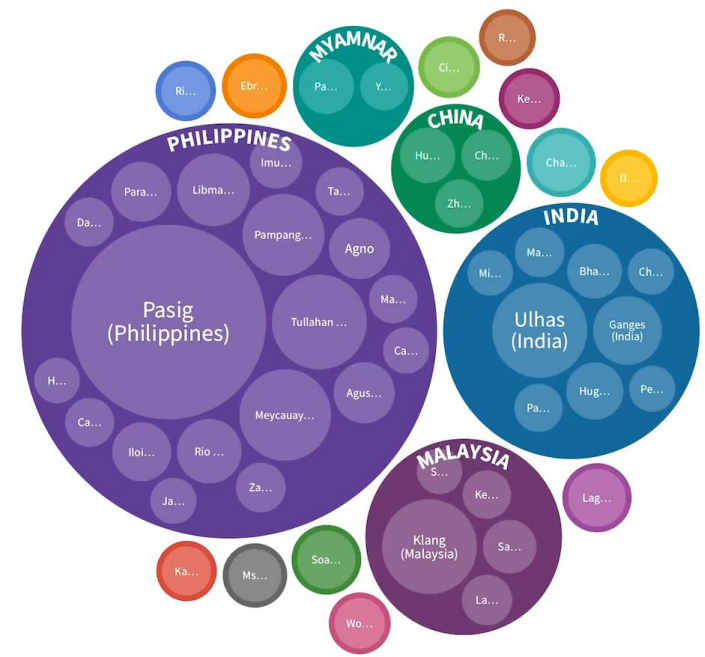 R...
MYAMNAR
Ci...
Ri...
Ebr...
Pa...
Y...
Ke...
CHINA
PHILIPPINES
Hu...
Ch...
Cha...
D...
Imu...
Para...
Libma...
Ta...
Zh...
Da...
INDIA
Pampang...
Agno
Ma...
Mi...
Bha...
Ch...
Ma...
Pasig
(Philippines)
Tullahan ...
Ulhas
(India)
Ganges
(India)
Ca...
H...
Agus...
Hug...
Pe...
Pa...
Ca...
Meycauay...
Iloi...
Rio ...
MALAYSIA
S...
Ja...
Za...
Ke...
Lag...
Klang
(Malaysia)
Sa...
Ka...
Ms...
Soa...
La...
Wo...